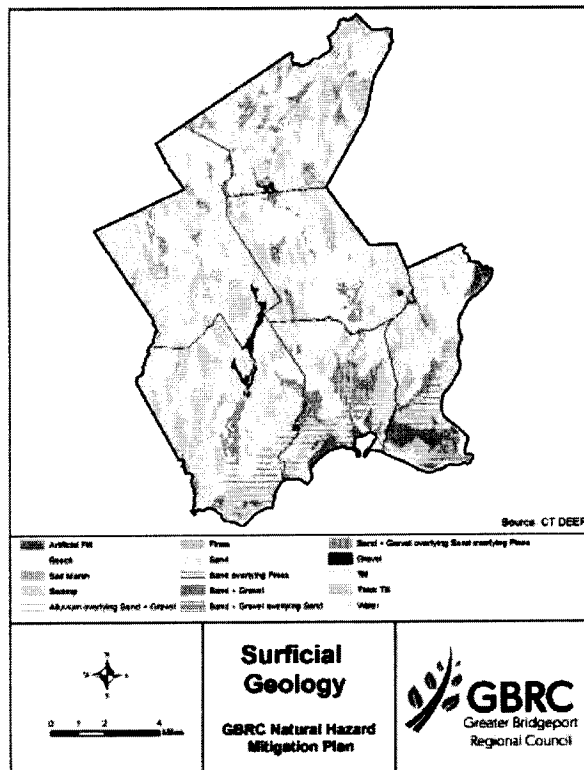 Source CT DEEP
Artificial Fill
Beach
Salt Marsh
Swamp
Alluvium overlying Sand + Gravel
Fines
Sand
Sand overlying Fines
Sand + Gravel
Sand + Gravel overlying Sand
Sand + Gravel overlying Sand overlying Fines
Gravel
Till
Thick Till
Water
N
S
0 1 2 4
Surficial
Geology
GBRC Natural Hazard
Mitigation Plan
GBRC
Greater Bridgeport
Regional Council